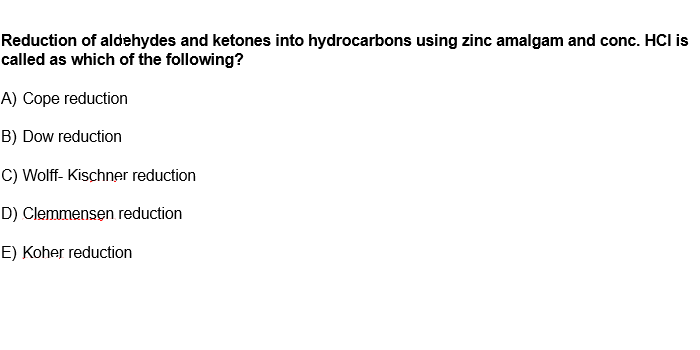 Reduction of aldehydes and ketones into hydrocarbons using zinc amalgam and conc. HCl is
called as which of the following?
A) Cope reduction
B) Dow reduction
C) Wolff- Kischner reduction
D) Clemmensen reduction
E) Koher reduction